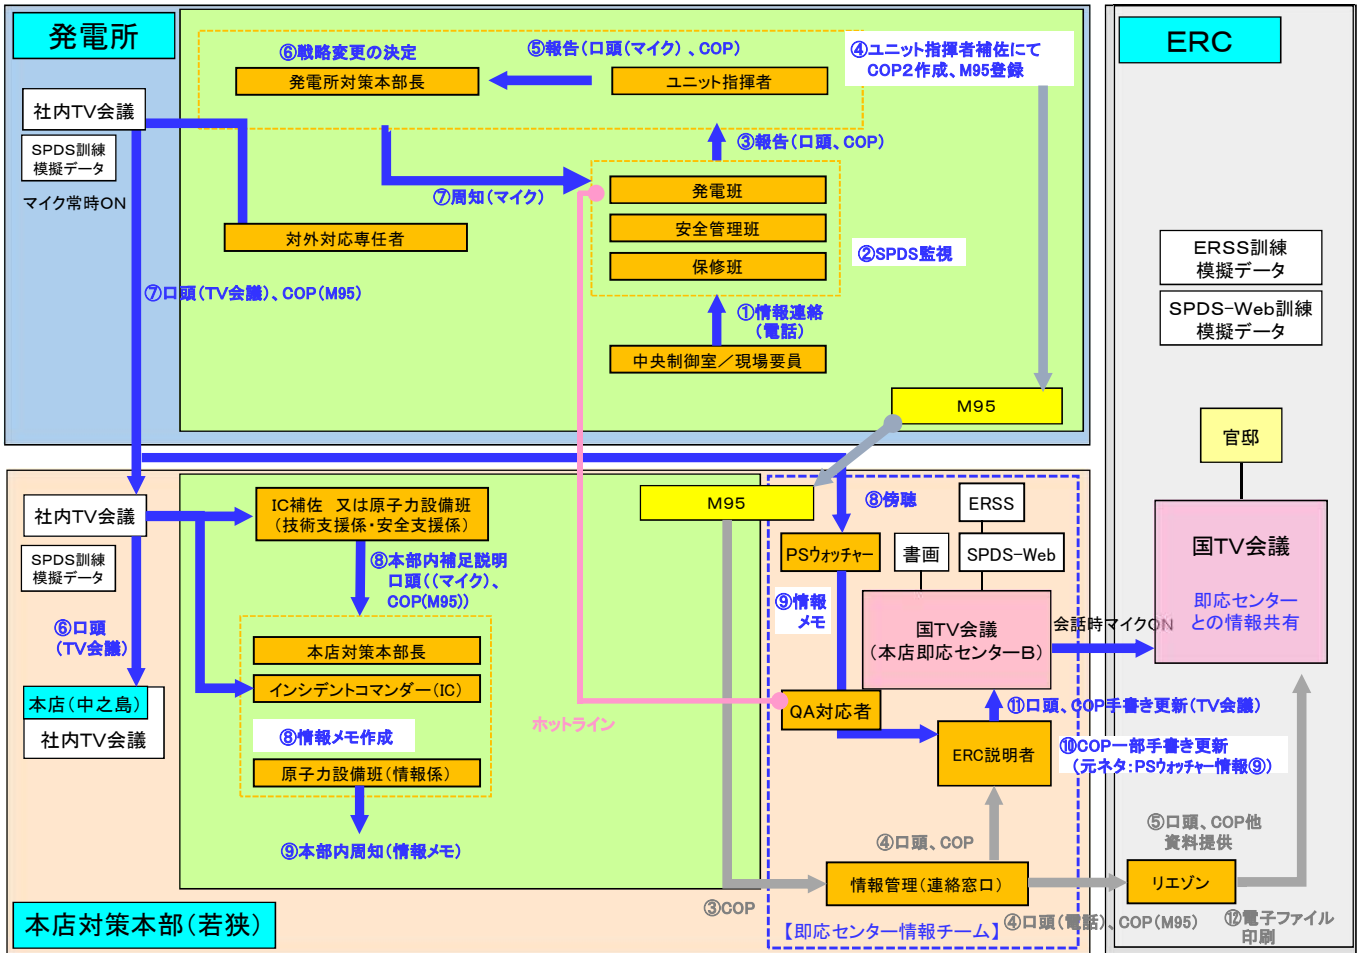 発電所
⑥戦略変更の決定
⑤報告(口頭(マイク)、COP)
④ユニット指揮者補佐にて
COP2作成、M95登録
発電所対策本部長
ユニット指揮者
社内TV会議
SPDS訓練
模擬データ
マイク常時ON
③報告(口頭、COP)
⑦周知(マイク)
発電班
安全管理班
保修班
対外対応専任者
②SPDS監視
⑦口頭(TV会議)、COP(M95)
①情報連絡
(電話)
中央制御室/現場要員
M95
ERC
ERSS訓練
模擬データ
SPDS-Web訓練
模擬データ
官邸
国TV会議
即応センター
との情報共有
社内TV会議
SPDS訓練
模擬データ
⑥口頭
(TV会議)
本店(中之島)
社内TV会議
IC補佐 又は原子力設備班
(技術支援係・安全支援係)
⑧本部内補足説明
口頭((マイク)、
COP(M95))
本店対策本部長
インシデントコマンダー(IC)
⑧情報メモ作成
原子力設備班(情報係)
⑨本部内周知(情報メモ)
本店対策本部(若狭)
M95
ホットライン
⑧傍聴
ERSS
PSウォッチャー
書画
SPDS-Web
⑨情報
メモ
国TV会議
(本店即応センターB)
会話時マイクON
QA対応者
⑪口頭、COP手書き更新(TV会議)
ERC説明者
⑩COP一部手書き更新
(元ネタ:PSウォッチャー情報⑨)
④口頭、COP
⑤口頭、COP他
資料提供
情報管理(連絡窓口)
リエゾン
③COP
【即応センター情報チーム】
④口頭(電話)、COP(M95)
⑫電子ファイル
印刷